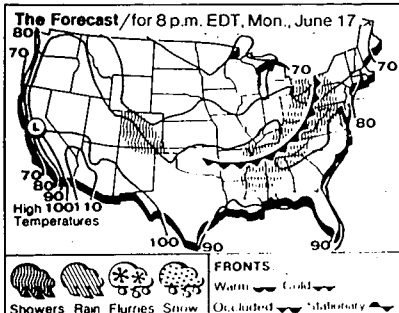 The Forecast/for 8 p.m. EDT, Mon., June 17
80
70
70
70
80
L
70
80
90
100 110
High
Temperatures
100
90
90
Showers Rain Flurries Snow
FRONTS
Warm Cold
Occluded Stationary